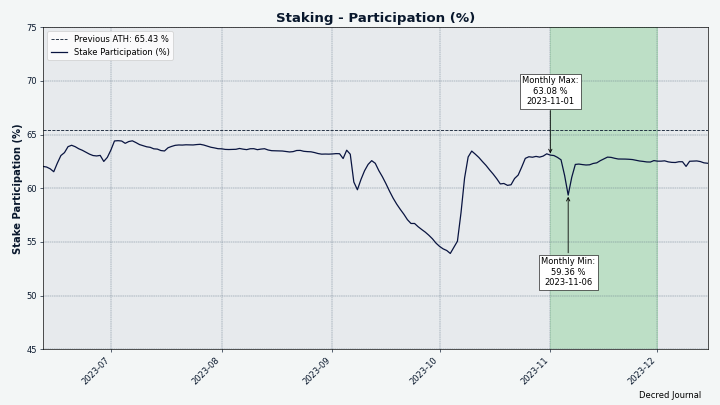 Staking - Participation (%)
Previous ATH: 65.43 %
Stake Participation (%)
Stake Participation (%)
75
70
65
60
55
50
45
Monthly Max:
63.08 %
2023-11-01
Monthly Min:
59.36 %
2023-11-06
2023-07
2023-08
2023-09
2023-10
2023-11
2023-12
Decred Journal